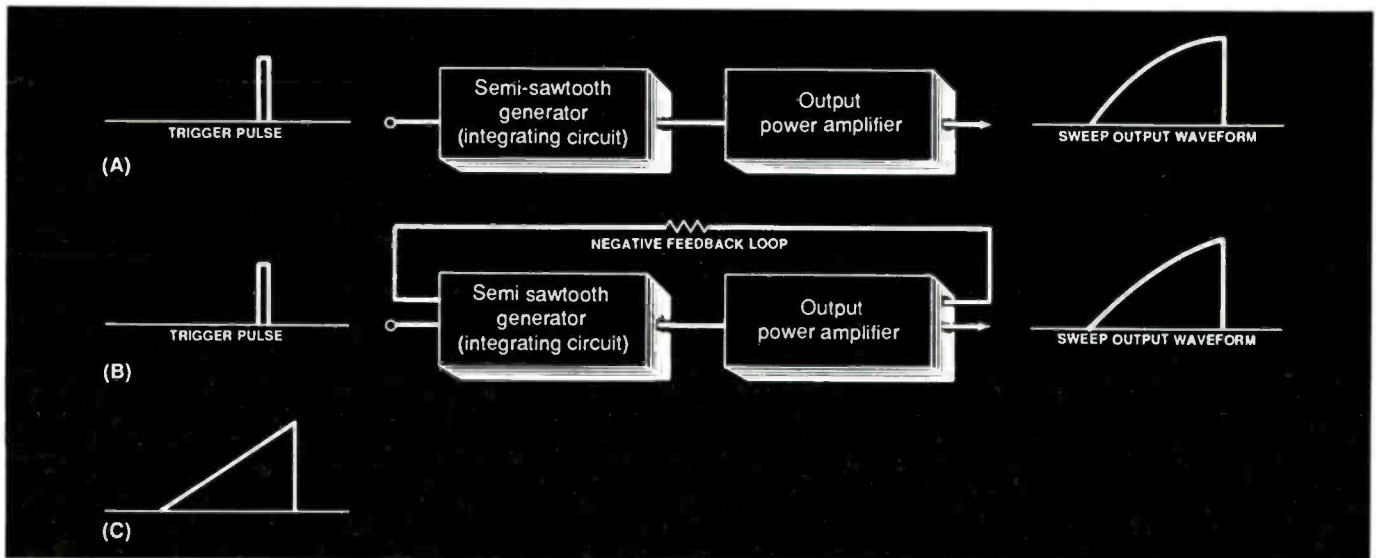 Semi-sawtooth
generator
(integrating circuit)
Output
power amplifier
TRIGGER PULSE
SWEEP OUTPUT WAVEFORM
(A)
NEGATIVE FEEDBACK LOOP
Semi sawtooth
generator
(integrating circuit)
Output
power amplifier
TRIGGER PULSE
SWEEP OUTPUT WAVEFORM
(B)
(C)